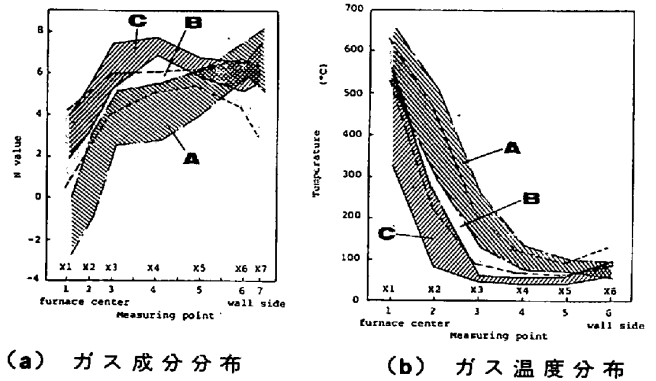 C
B
A
N value
8
6
4
2
0
-2
-4
X1 X2 X3 X4 X5 X6 X7
1 2 3 4 5 6 7
furnace center
wall side
Measuring point
(a) ガス成分分布
700
600
500
400
300
200
100
0
(°C)
Temperature
A
B
C
X1 X2 X3 X4 X5 X6
1 2 3 4 5 6
furnace center
wall side
Measuring point
(b) ガス温度分布